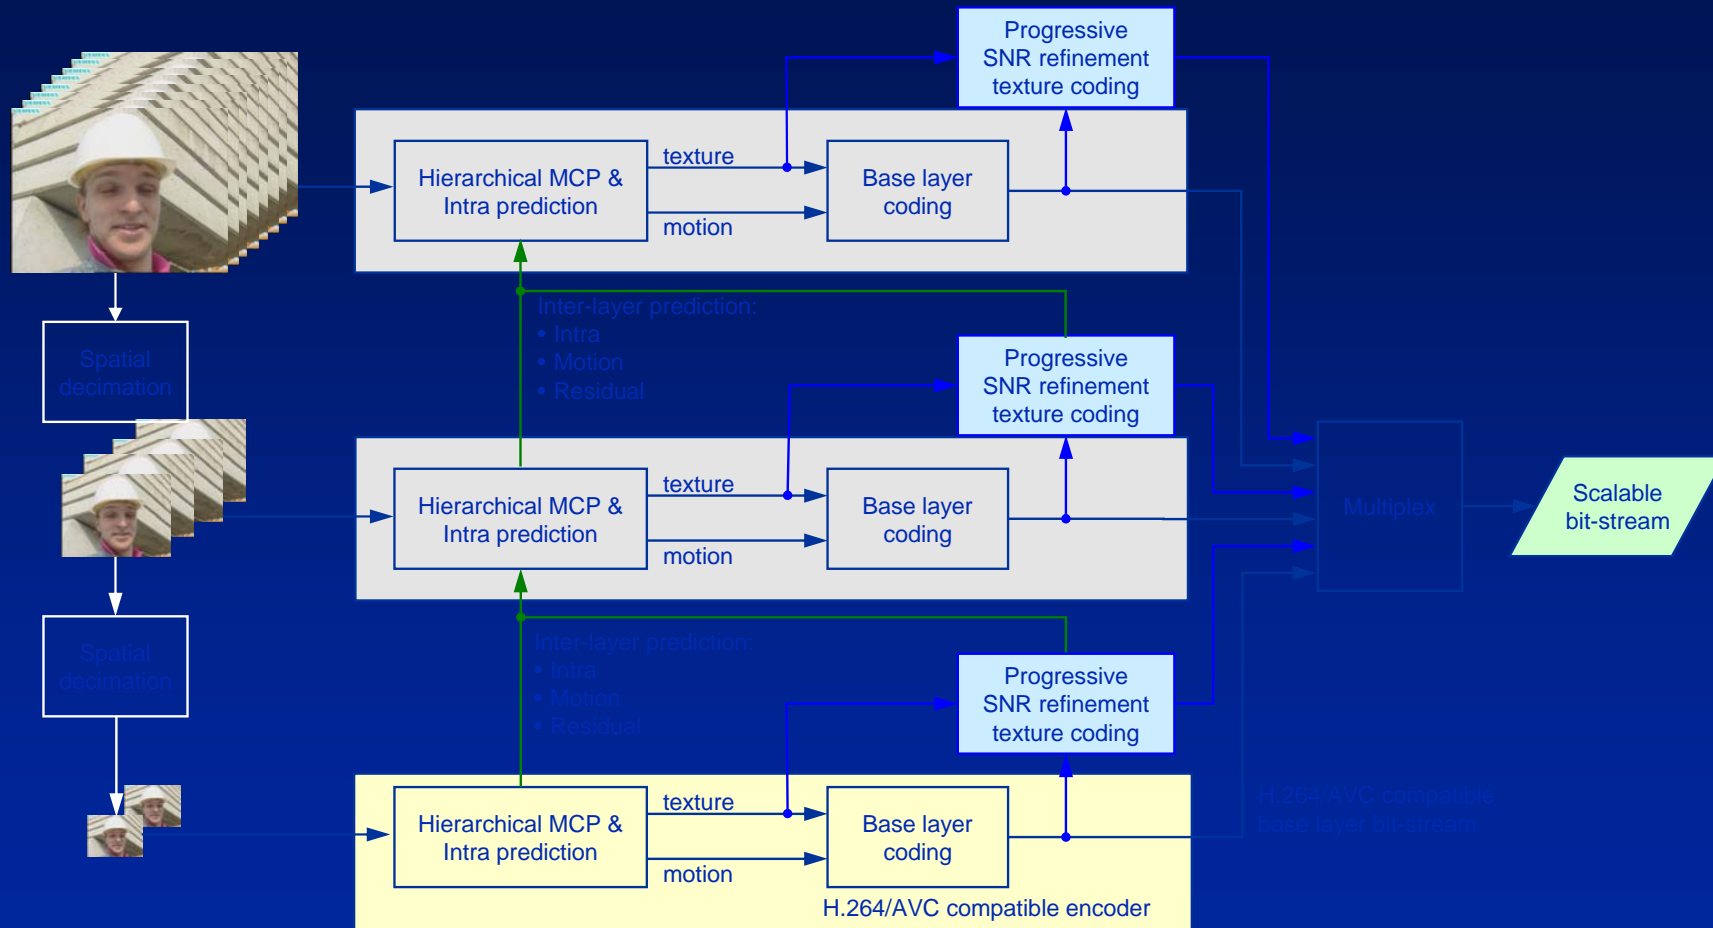 Progressive
SNR refinement
texture coding
texture
Hierarchical MCP &
Intra prediction
Base layer
coding
motion
Inter-layer prediction:
• Intra
• Motion
• Residual
Spatial
decimation
Progressive
SNR refinement
texture coding
texture
Hierarchical MCP &
Intra prediction
Base layer
coding
motion
Multiplex
Scalable
bit-stream
Spatial
decimation
Inter-layer prediction:
• Intra
• Motion
• Residual
Progressive
SNR refinement
texture coding
texture
Hierarchical MCP &
Intra prediction
Base layer
coding
motion
H.264/AVC compatible
base layer bit-stream
H.264/AVC compatible encoder